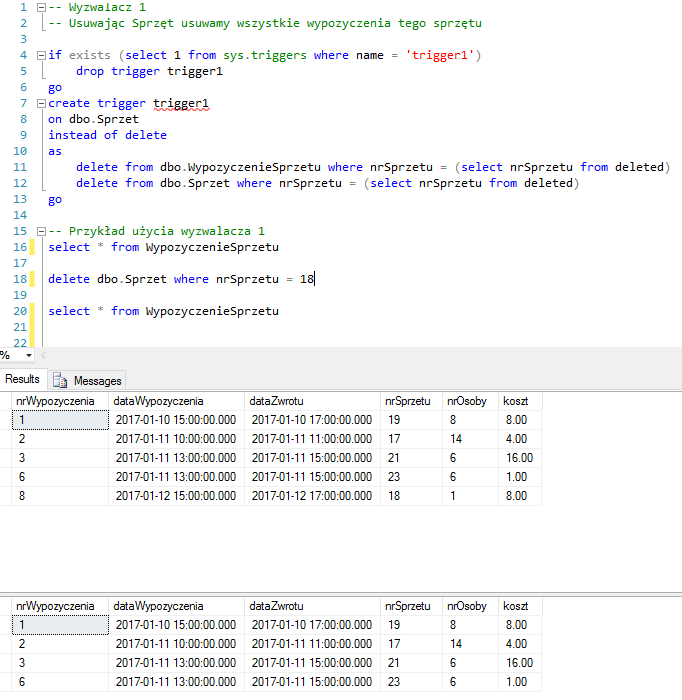 1 -- Wyzwalacz 1
2 -- Usuwając Sprzęt usuwamy wszystkie wypozyczenia tego sprzętu
3
4 if exists (select 1 from sys.triggers where name = 'trigger1')
5 drop trigger trigger1
6 go
7 create trigger trigger1
8 on dbo.Sprzet
9 instead of delete
10 as
11 delete from dbo.WypozyczenieSprzetu where nrSprzetu = (select nrSprzetu from deleted)
12 delete from dbo.Sprzet where nrSprzetu = (select nrSprzetu from deleted)
13 go
14
15 -- Przykład użycia wyzwalacza 1
16 select * from WypozyczenieSprzetu
17
18 delete dbo.Sprzet where nrSprzetu = 18
19
20 select * from WypozyczenieSprzetu
21
22
%
Results Messages
nrWypozyczenia dataWypozyczenia dataZwrotu nrSprzetu nrOsoby koszt
1 2017-01-10 15:00:00.000 2017-01-10 17:00:00.000 19 8 8.00
2 2017-01-11 10:00:00.000 2017-01-11 11:00:00.000 17 14 4.00
3 2017-01-11 13:00:00.000 2017-01-11 15:00:00.000 21 6 16.00
6 2017-01-11 13:00:00.000 2017-01-11 15:00:00.000 23 6 1.00
8 2017-01-12 15:00:00.000 2017-01-12 17:00:00.000 18 1 8.00
nrWypozyczenia dataWypozyczenia dataZwrotu nrSprzetu nrOsoby koszt
1 2017-01-10 15:00:00.000 2017-01-10 17:00:00.000 19 8 8.00
2 2017-01-11 10:00:00.000 2017-01-11 11:00:00.000 17 14 4.00
3 2017-01-11 13:00:00.000 2017-01-11 15:00:00.000 21 6 16.00
6 2017-01-11 13:00:00.000 2017-01-11 15:00:00.000 23 6 1.00